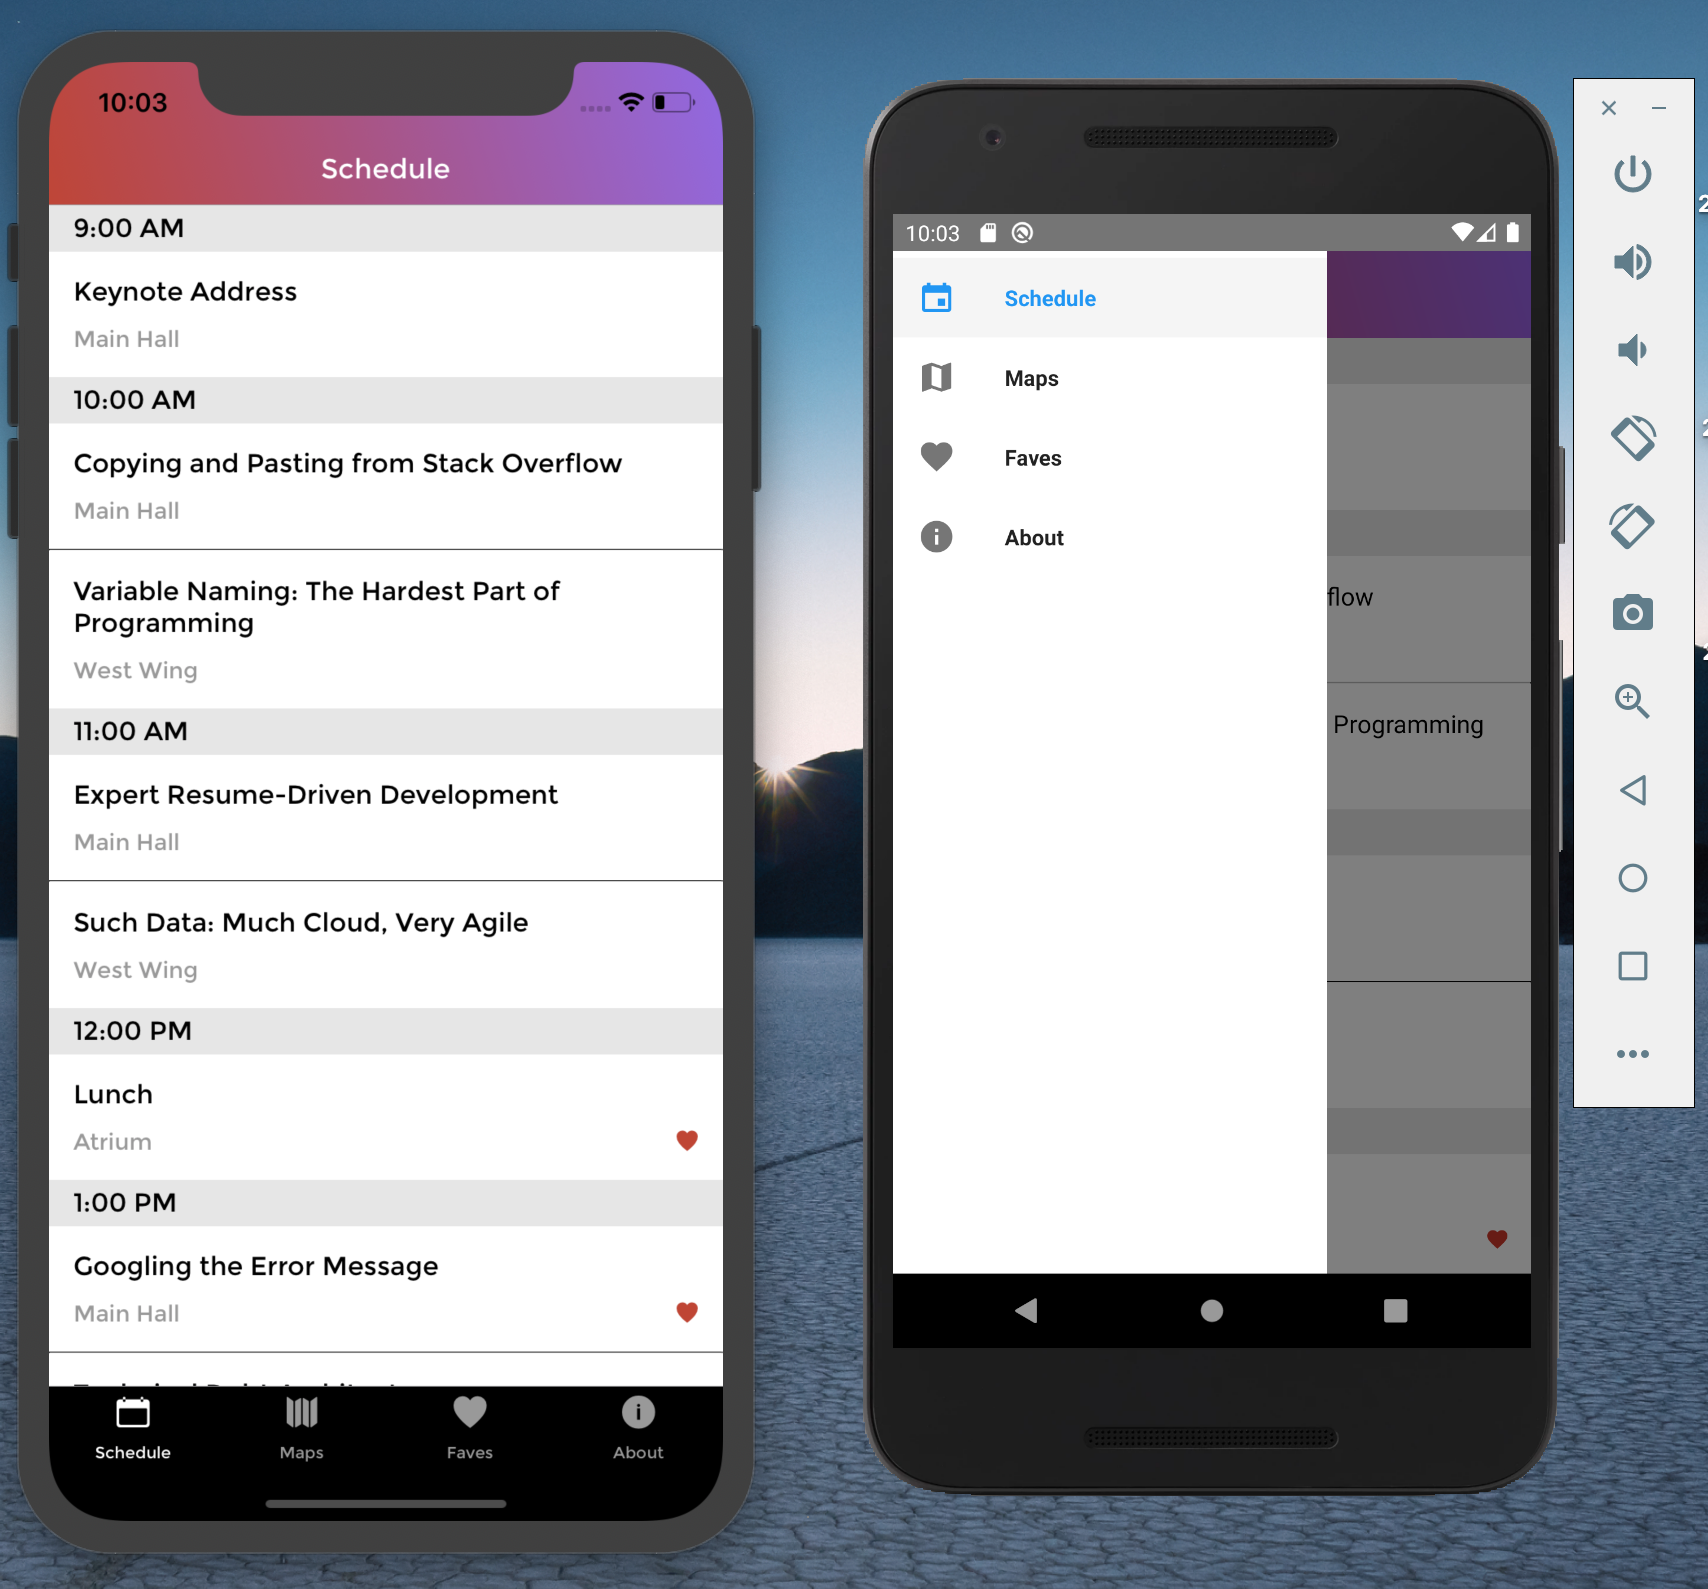 10:03
Schedule
9:00 AM
Keynote Address
Main Hall
10:00 AM
Copying and Pasting from Stack Overflow
Main Hall
Variable Naming: The Hardest Part of
Programming
West Wing
11:00 AM
Expert Resume-Driven Development
Main Hall
Such Data: Much Cloud, Very Agile
West Wing
12:00 PM
Lunch
Atrium
1:00 PM
Googling the Error Message
Main Hall
Schedule
Maps
Faves
About
10:03
Schedule
Maps
Faves
About
flow
Programming
2
2